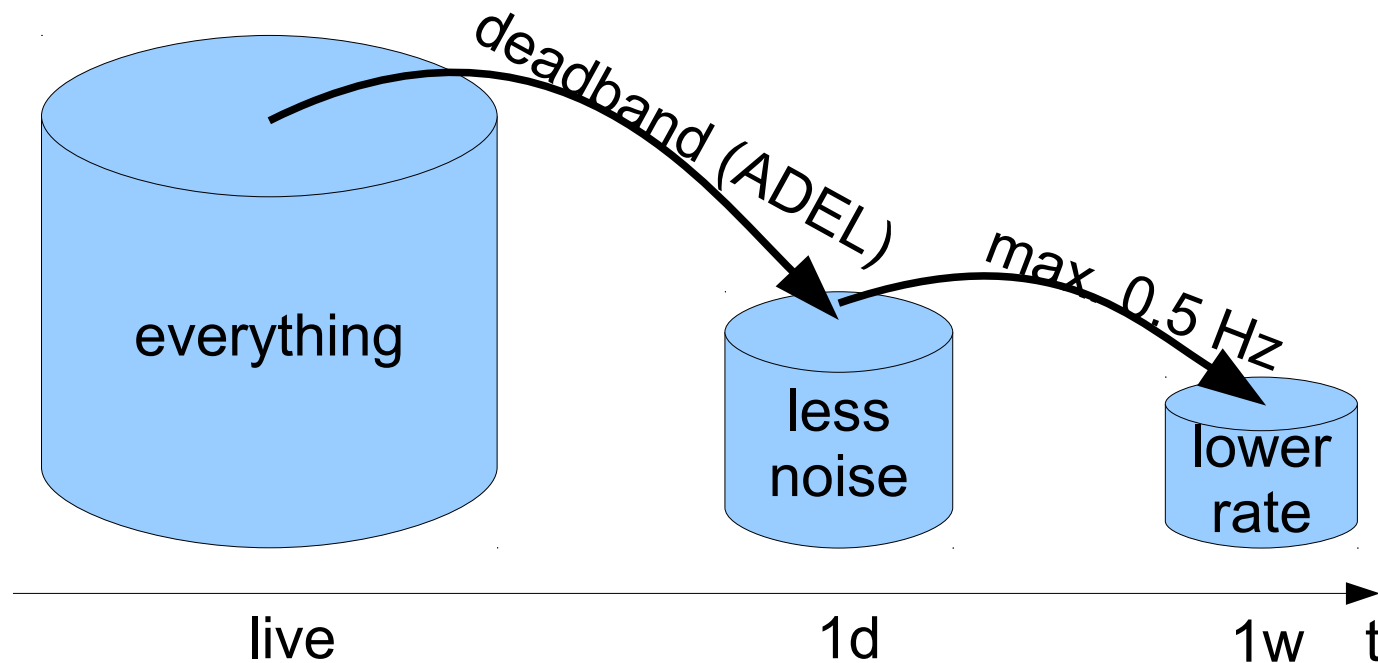 deadband (ADEL)
max. 0.5 Hz
everything
less
noise
lower
rate
live
1d
1w
t